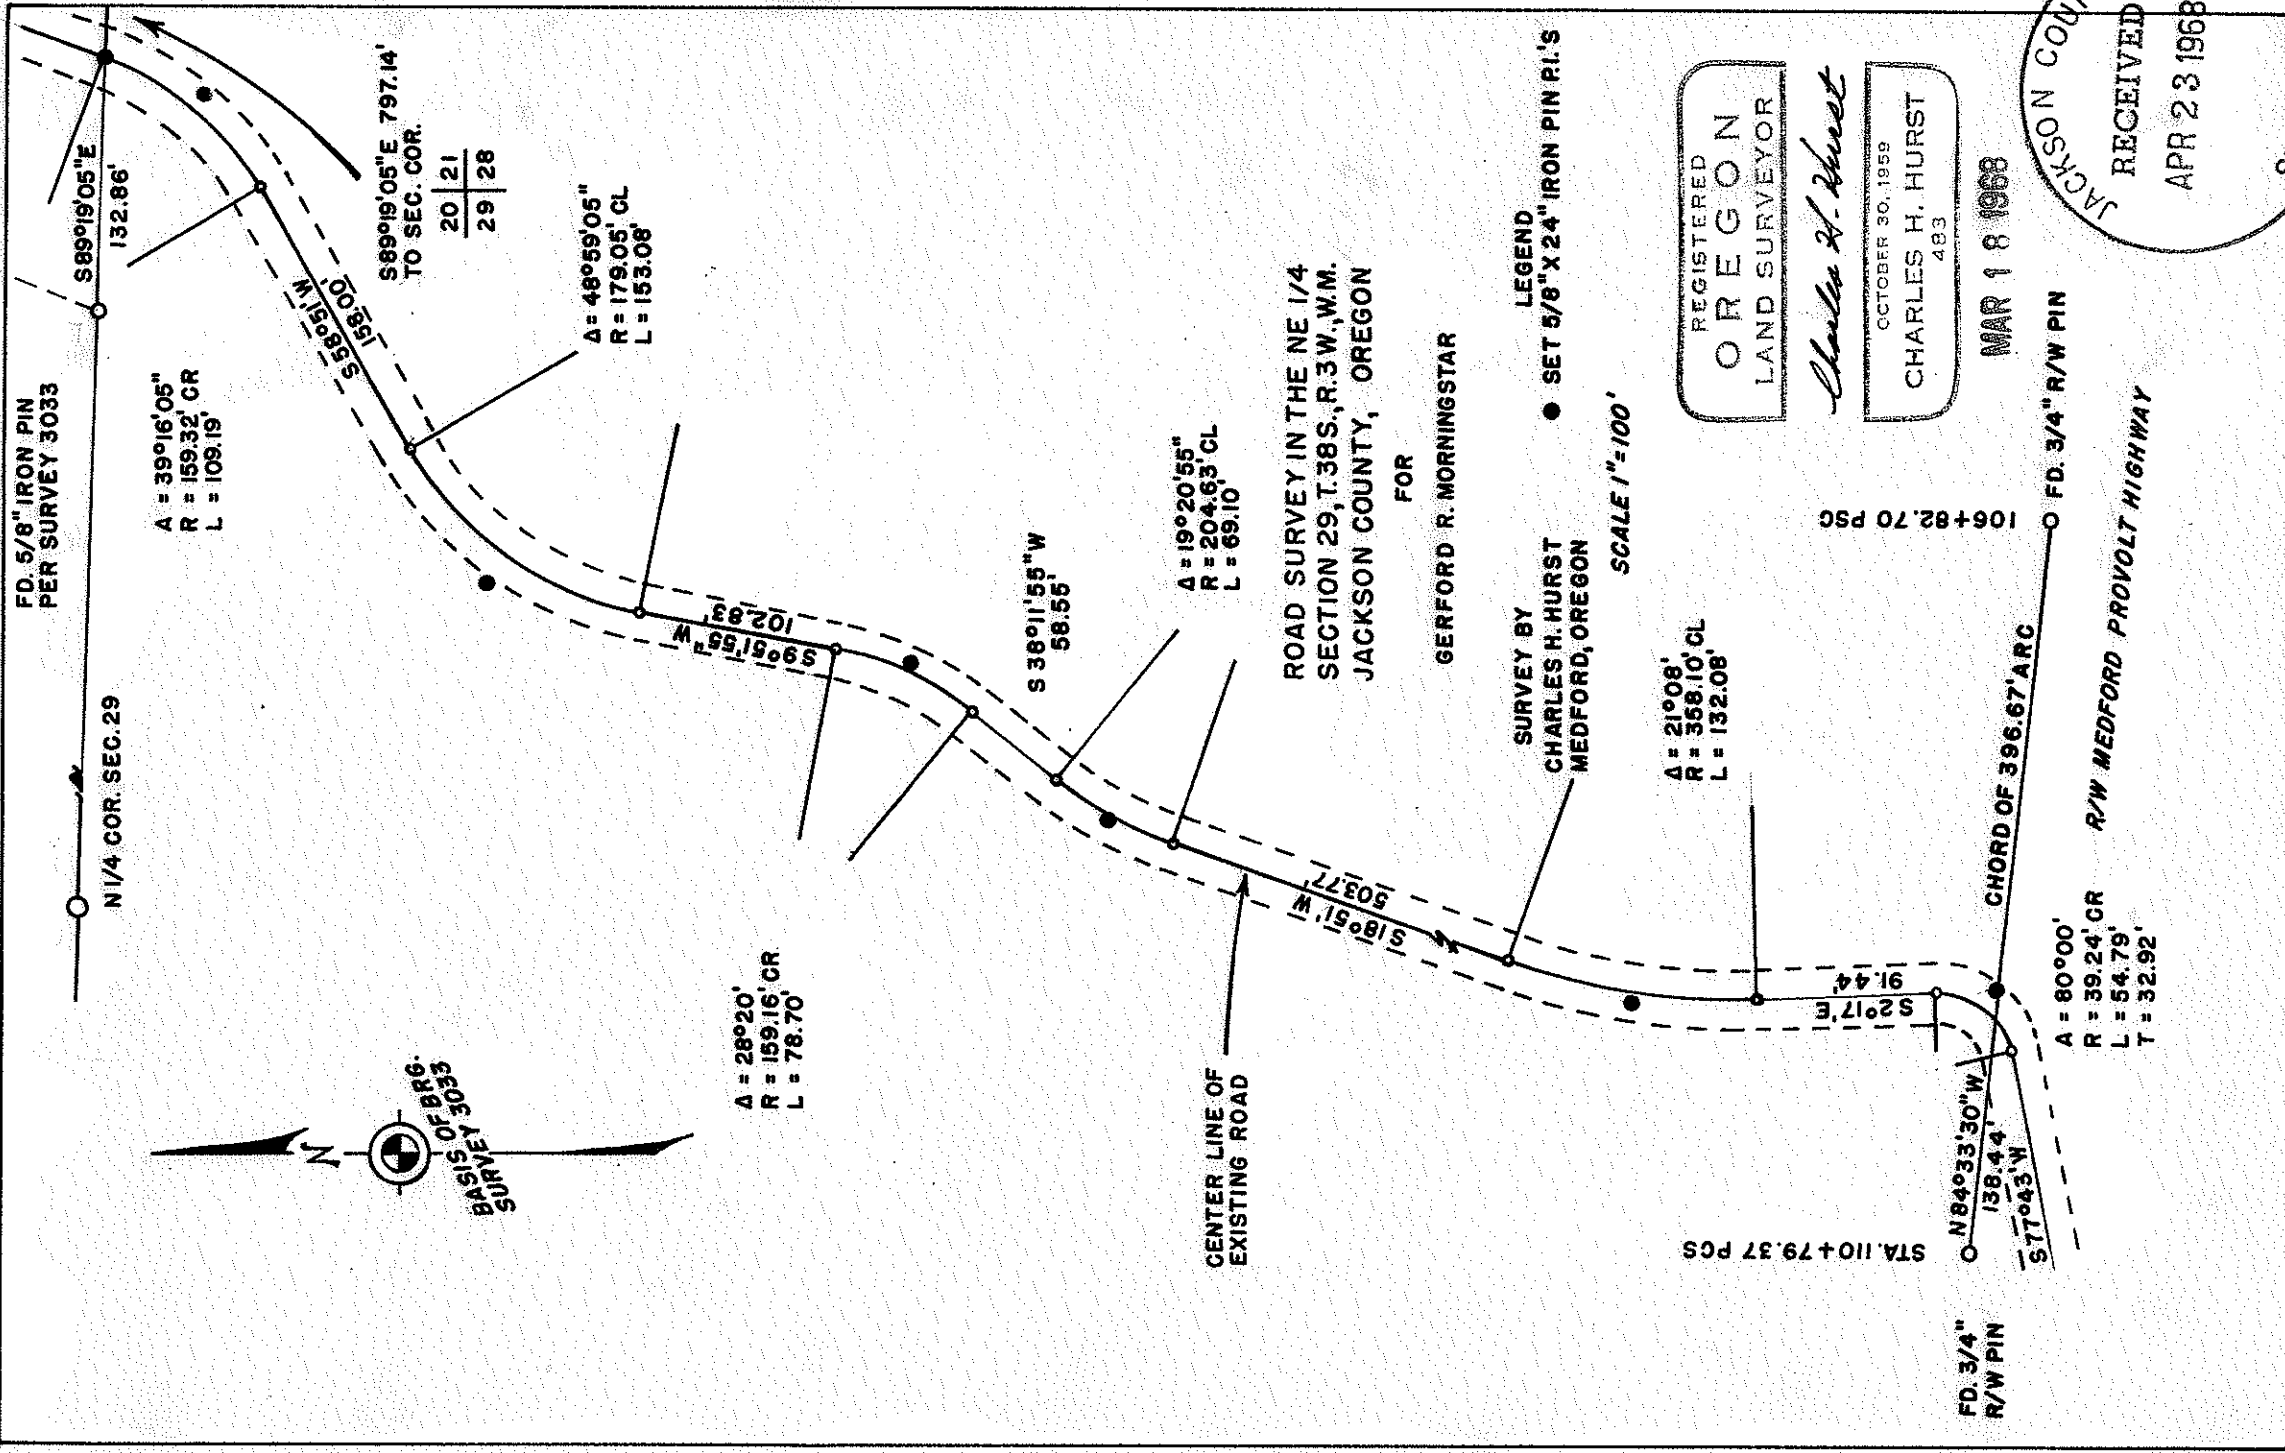 FD. 5/8" IRON PIN
PER SURVEY 3033
S89°19'05"E
132.86'
N 1/4 COR. SEC. 29
Δ = 39°16'05"
R = 159.32' CR
L = 109.19'
S 58°51' W
158.00'
S89°19'05"E 797.14'
TO SEC. COR.
20 21
29 28
Δ = 48°59'05"
R = 179.05' CL
L = 153.08'
N
BASIS OF BRG.
SURVEY 3033
S 9°51'55" W
102.83'
Δ = 28°20'
R = 159.16' CR
L = 78.70'
S 38°11'55"W
58.55'
Δ = 19°20'55"
R = 204.63' CL
L = 69.10'
CENTER LINE OF
EXISTING ROAD
S 18°51' W
503.77'
ROAD SURVEY IN THE NE 1/4
SECTION 29, T.38S., R.3W., W.M.
JACKSON COUNTY, OREGON
FOR
GERFORD R. MORNINGSTAR
SURVEY BY
CHARLES H. HURST
MEDFORD, OREGON
LEGEND
● SET 5/8" X 24" IRON PIN P.I.'S
SCALE 1"=100'
Δ = 21°08'
R = 358.10' CL
L = 132.08'
S 2°17' E
91.44'
REGISTERED
OREGON
LAND SURVEYOR
Charles H. Hurst
OCTOBER 30, 1959
CHARLES H. HURST
483
MAR 18 1968
JACKSON COU
RECEIVED
APR 23 1968
STA. 110+79.37 PCS
FD. 3/4"
R/W PIN
N84°33'30"W
138.44'
S77°43'W
CHORD OF 396.67' ARC
106+82.70 PSC
FD. 3/4" R/W PIN
Δ = 80°00'
R = 39.24' CR
L = 54.79'
T = 32.92'
R/W MEDFORD PROVOLT HIGHWAY